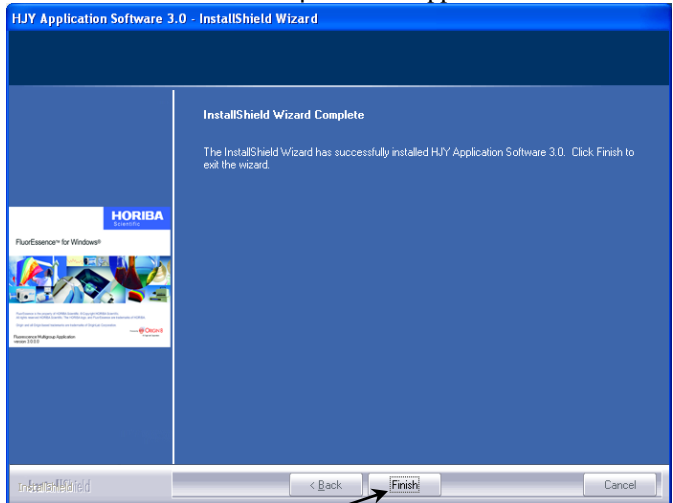 HJY Application Software 3.0 - InstallShield Wizard
InstallShield Wizard Complete
The InstallShield Wizard has successfully installed HJY Application Software 3.0. Click Finish to
exit the wizard.
HORIBA
Scientific
FluorEssence™ for Windows®
Fluorescence Multigroup Application
InstallShield
< Back
Finish
Cancel